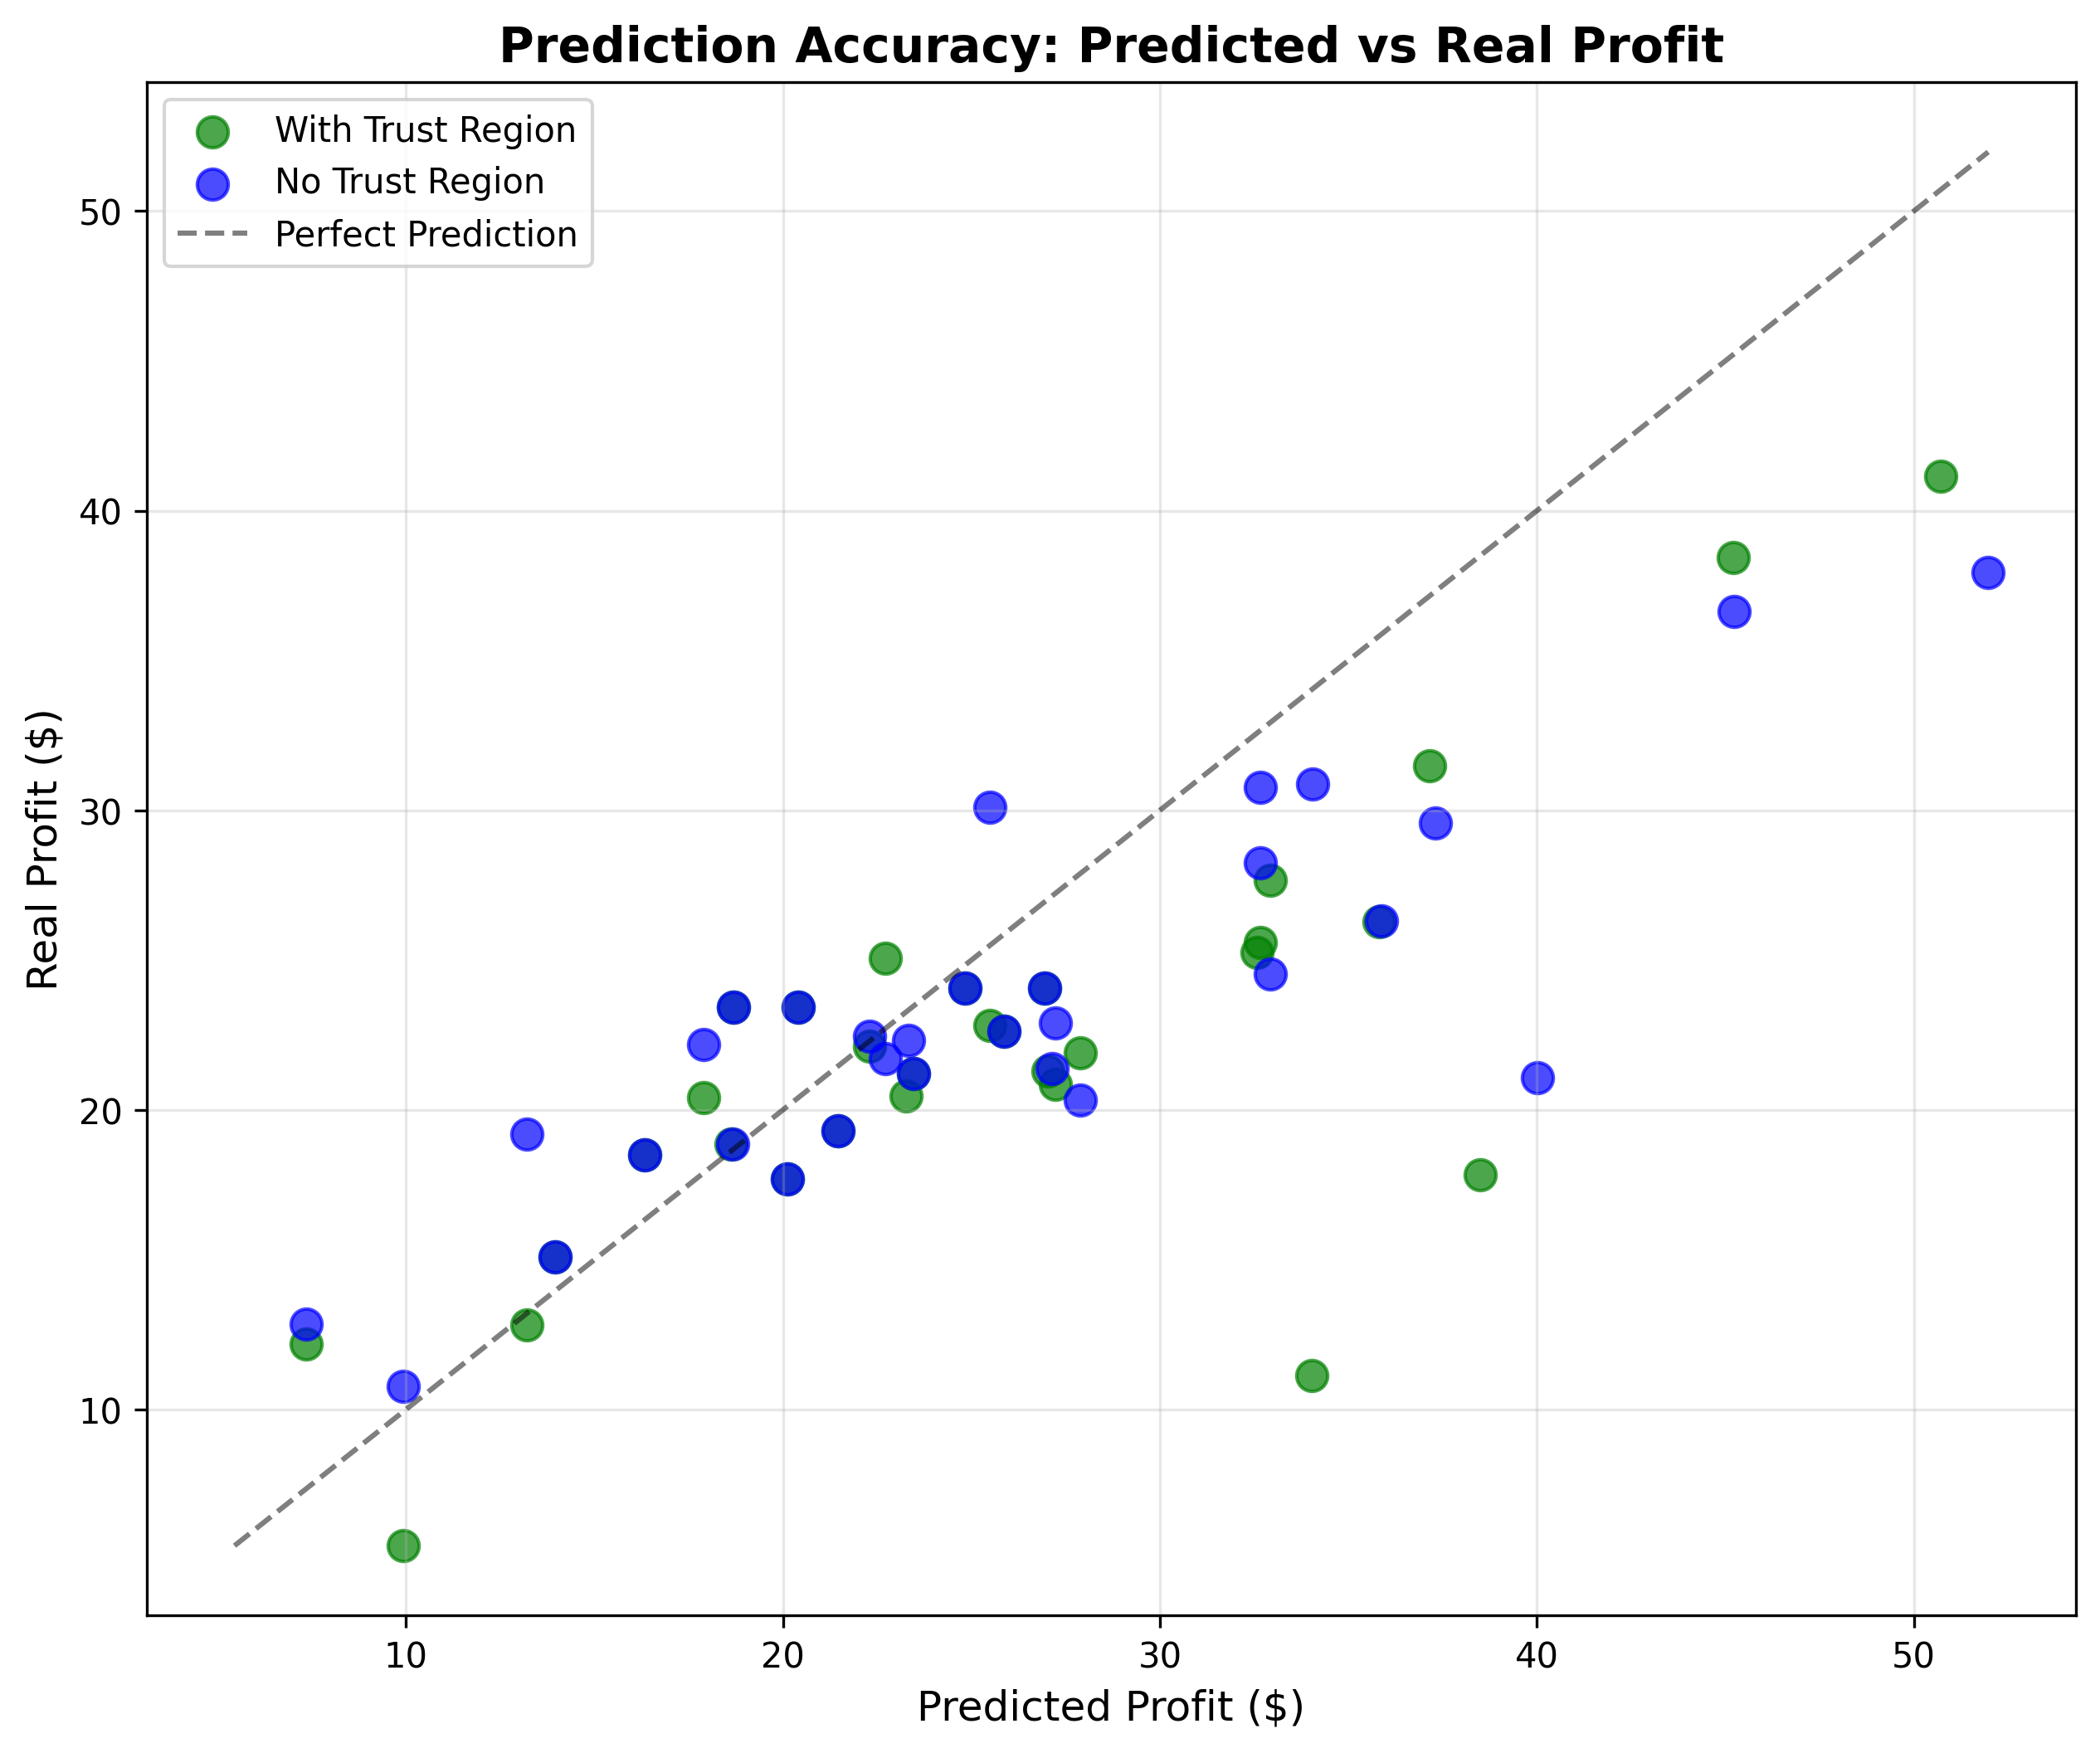 Prediction Accuracy: Predicted vs Real Profit
With Trust Region
No Trust Region
Perfect Prediction
50
40
30
20
10
Real Profit ($)
10 20 30 40 50
Predicted Profit ($)